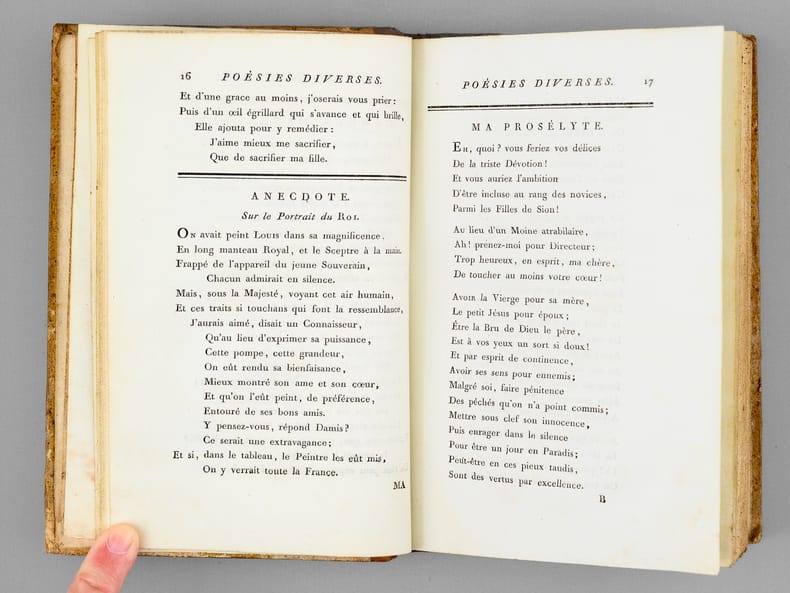 16 POÉSIES DIVERSES.
Et d'une grace au moins, j'oserais vous prier:
Puis d'un œil égrillard qui s'avance et qui brille,
Elle ajouta pour y remédier:
J'aime mieux me sacrifier,
Que de sacrifier ma fille.
ANECDOTE.
Sur le Portrait du ROI.
ON avait peint LOUIS dans sa magnificence,
En long manteau Royal, et le Sceptre à la main.
Frappé de l'appareil du jeune Souverain,
Chacun admirait en silence.
Mais, sous la Majesté, voyant cet air humain,
Et ces traits si touchans qui font la ressemblance,
J'aurais aimé, disait un Connaisseur,
Qu'au lieu d'exprimer sa puissance,
Cette pompe, cette grandeur,
On eût rendu sa bienfaisance,
Mieux montré son ame et son cœur,
Et qu'on l'eût peint, de préférence,
Entouré de ses bons amis.
Y pensez-vous, répond Damis?
Ce serait une extravagance;
Et si, dans le tableau, le Peintre les eût mis,
On y verrait toute la France.
MA
POÉSIES DIVERSES. 17
MA PROSÉLYTE.
EH, quoi? vous feriez vos délices
De la triste Dévotion!
Et vous auriez l'ambition
D'être incluse au rang des novices,
Parmi les Filles de Sion!
Au lieu d'un Moine atrabilaire,
Ah! prenez-moi pour Directeur;
Trop heureux, en esprit, ma chère,
De toucher au moins votre cœur!
Avoir la Vierge pour sa mère,
Le petit Jésus pour époux;
Être la Bru de Dieu le père,
Est à vos yeux un sort si doux!
Et par esprit de continence,
Avoir ses sens pour ennemis;
Malgré soi, faire pénitence
Des péchés qu'on n'a point commis;
Mettre sous clef son innocence,
Puis enrager dans le silence
Pour être un jour en Paradis;
Peut-être en ces pieux taudis,
Sont des vertus par excellence.
B